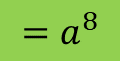 = a⁸